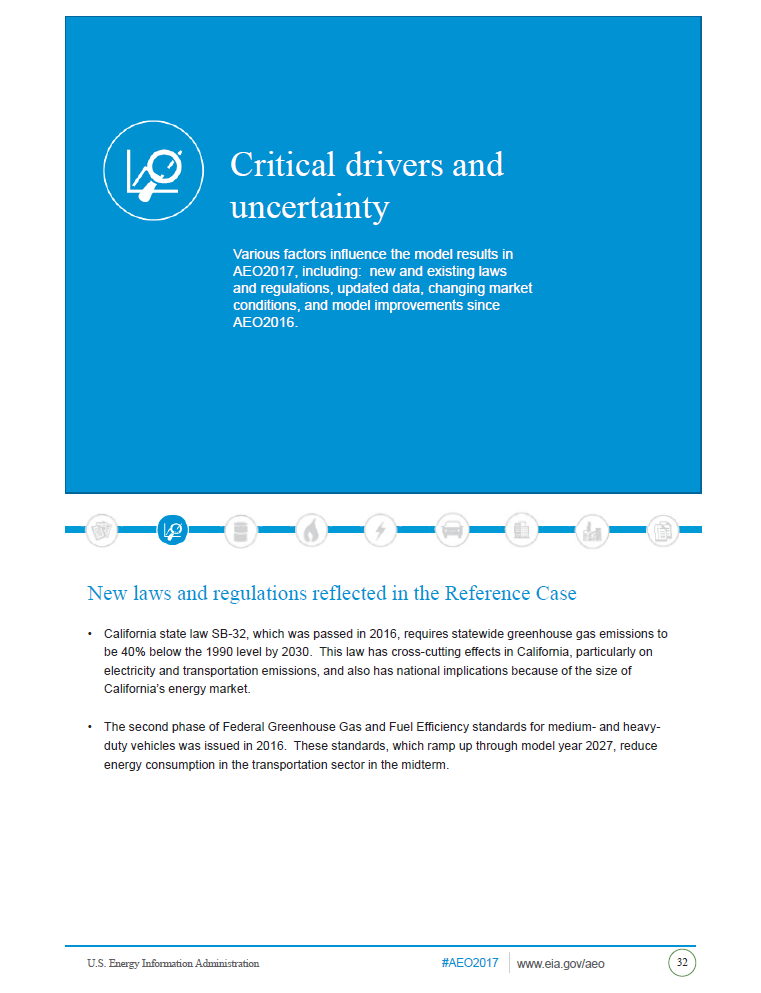 Critical drivers and
uncertainty
Various factors influence the model results in
AEO2017, including:  new and existing laws
and regulations, updated data, changing market
conditions, and model improvements since
AEO2016.
New laws and regulations reflected in the Reference Case
• California state law SB-32, which was passed in 2016, requires statewide greenhouse gas emissions to
be 40% below the 1990 level by 2030.  This law has cross-cutting effects in California, particularly on
electricity and transportation emissions, and also has national implications because of the size of
California's energy market.
• The second phase of Federal Greenhouse Gas and Fuel Efficiency standards for medium- and heavy-
duty vehicles was issued in 2016.  These standards, which ramp up through model year 2027, reduce
energy consumption in the transportation sector in the midterm.
U.S. Energy Information Administration
#AEO2017
www.eia.gov/aeo
32